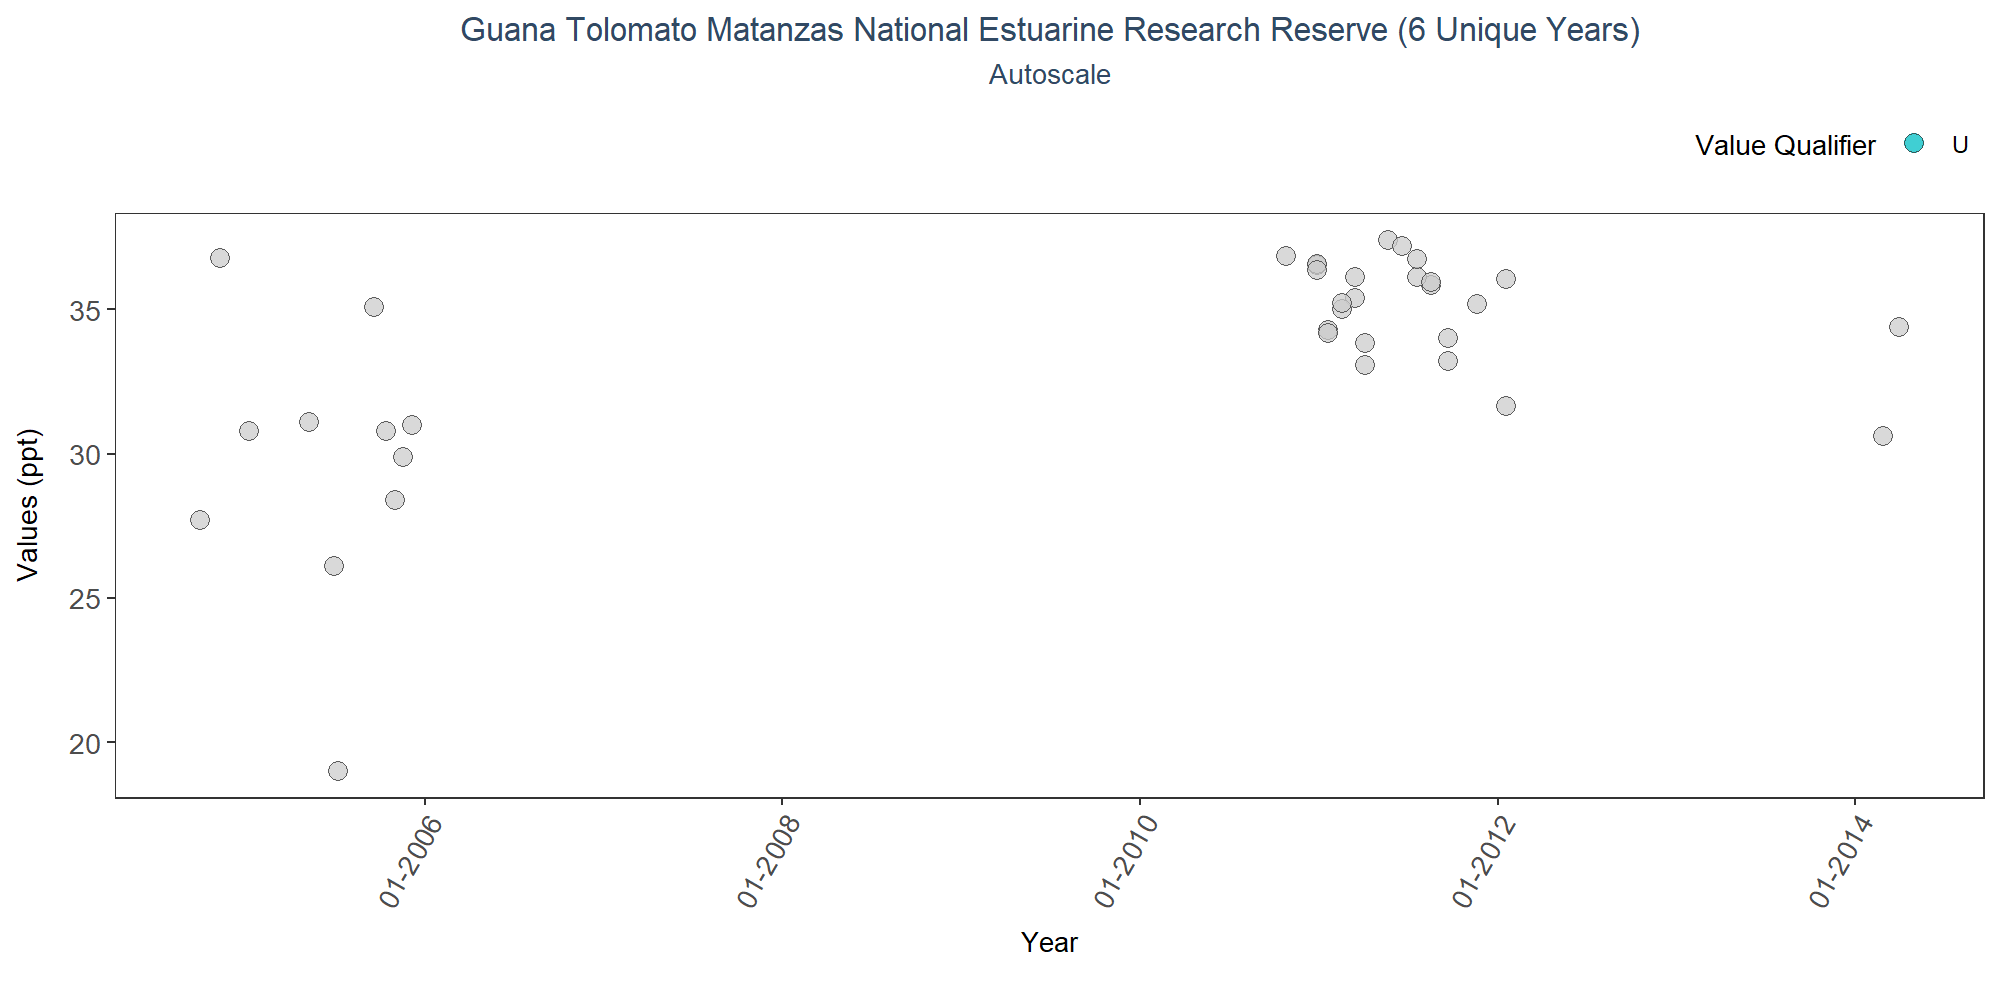 Guana Tolomato Matanzas National Estuarine Research Reserve (6 Unique Years)
Autoscale
Value Qualifier U
35
30
25
20
Values (ppt)
01-2006 01-2008 01-2010 01-2012 01-2014
Year